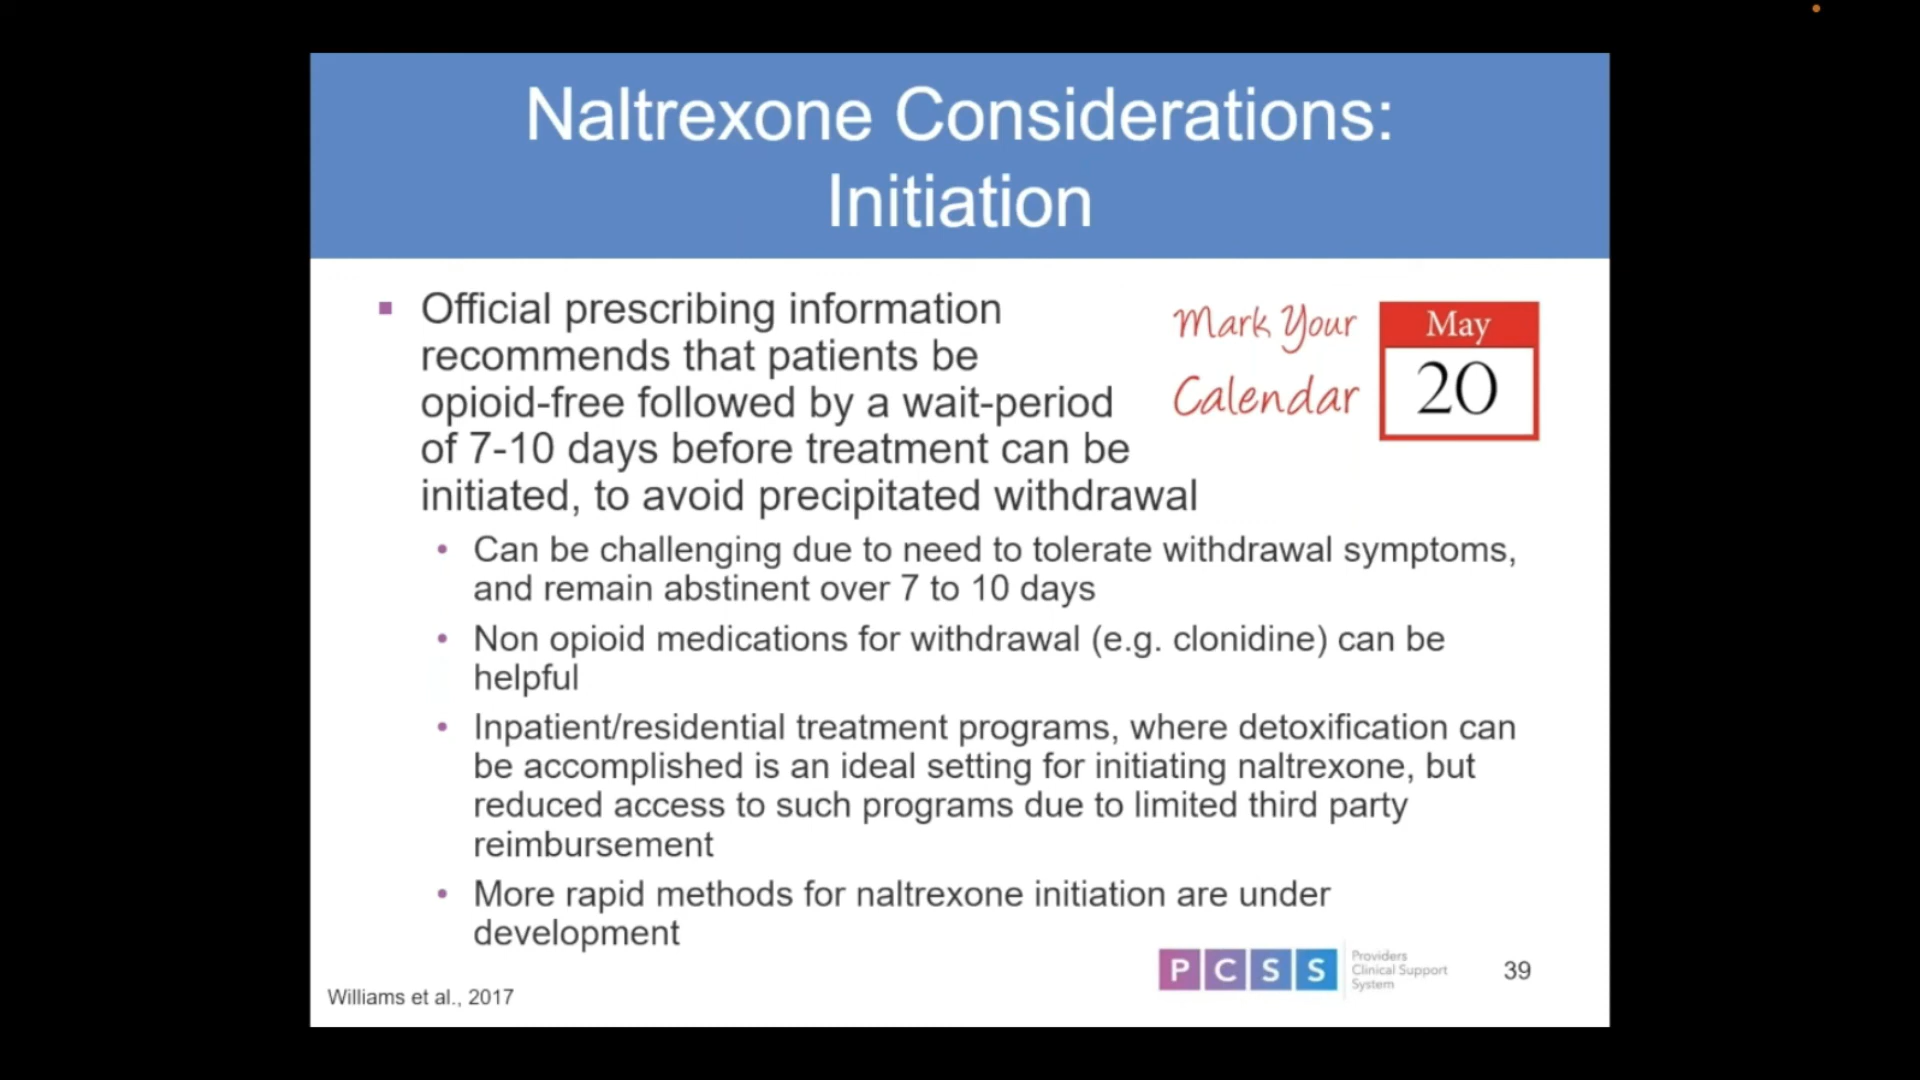 Naltrexone Considerations:
Initiation
Official prescribing information
recommends that patients be
opioid-free followed by a wait-period
of 7-10 days before treatment can be
initiated, to avoid precipitated withdrawal
Mark Your
Calendar
May
20
Can be challenging due to need to tolerate withdrawal symptoms,
and remain abstinent over 7 to 10 days
Non opioid medications for withdrawal (e.g. clonidine) can be
helpful
Inpatient/residential treatment programs, where detoxification can
be accomplished is an ideal setting for initiating naltrexone, but
reduced access to such programs due to limited third party
reimbursement
More rapid methods for naltrexone initiation are under
development
Williams et al., 2017
PCSS
Providers
Clinical Support
System
39